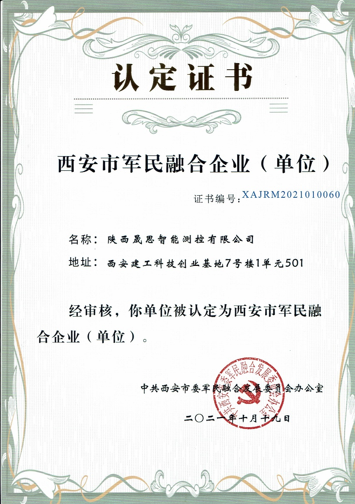 认定证书
西安市军民融合企业（单位）
证书编号：XAJRM2021010060
名称：陕西晟思智能测控有限公司
地址：西安建工科技创业基地7号楼1单元501
经审核，你单位被认定为西安市军民融
合企业（单位）。
中共西安市委军民融合发展委员会办公室
二〇二一年十月十九日